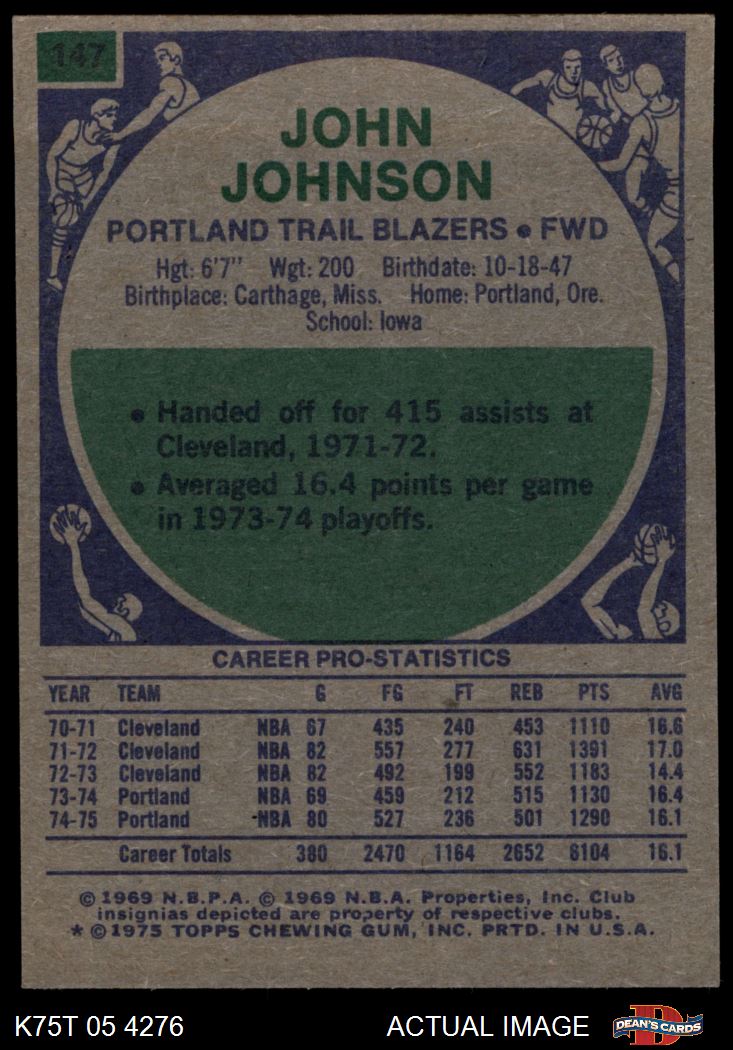 147
JOHN
JOHNSON
PORTLAND TRAIL BLAZERS • FWD
Hgt: 6'7" Wgt: 200 Birthdate: 10-18-47
Birthplace: Carthage, Miss. Home: Portland, Ore.
School: Iowa
• Handed off for 415 assists at
Cleveland, 1971-72.
• Averaged 16.4 points per game
in 1973-74 playoffs.
CAREER PRO-STATISTICS
YEAR TEAM G FG FT REB PTS AVG
70-71 Cleveland NBA 67 435 240 453 1110 16.6
71-72 Cleveland NBA 82 557 277 631 1391 17.0
72-73 Cleveland NBA 82 492 199 552 1183 14.4
73-74 Portland NBA 69 459 212 515 1130 16.4
74-75 Portland NBA 80 527 236 501 1290 16.1
Career Totals 380 2470 1164 2652 6104 16.1
© 1969 N.B.P.A. © 1969 N.B.A. Properties, Inc. Club
insignias depicted are property of respective clubs.
* © 1975 TOPPS CHEWING GUM, INC. PRTD. IN U.S.A.
K75T 05 4276 ACTUAL IMAGE D DEAN'S CARDS